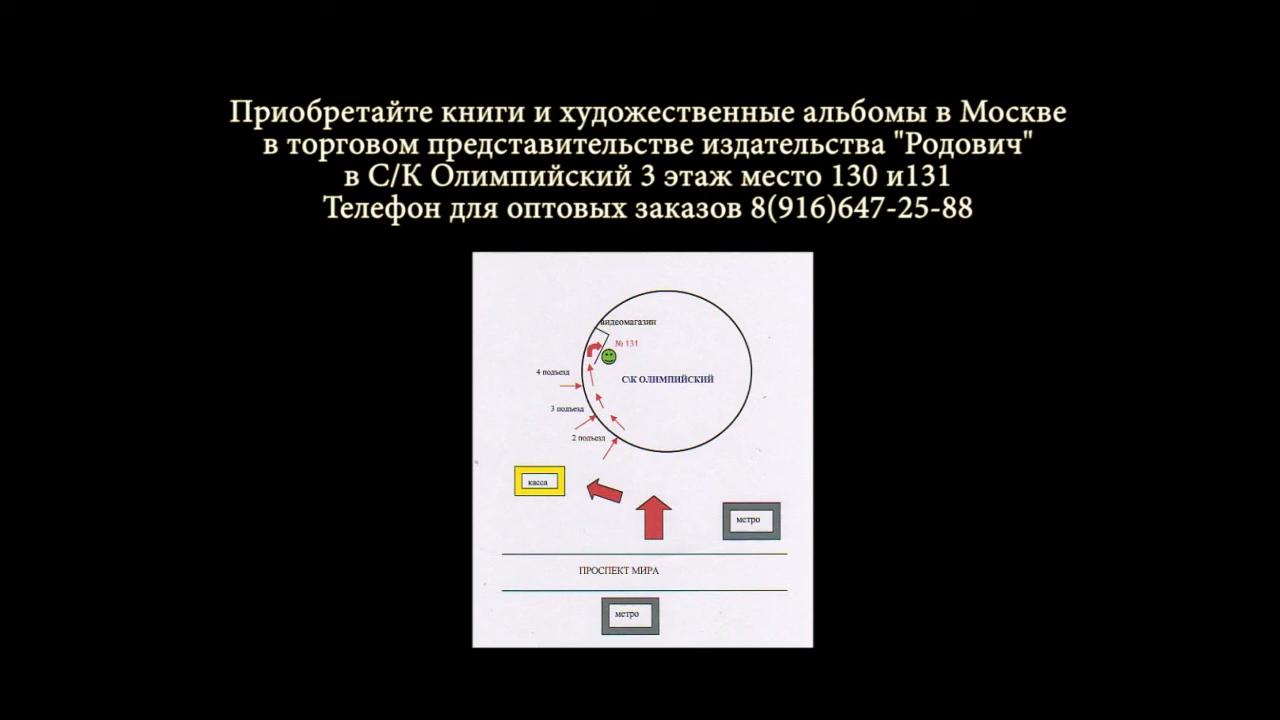 Приобретайте книги и художественные альбомы в Москве
в торговом представительстве издательства "Родович"
в С/К Олимпийский 3 этаж место 130 и131
Телефон для оптовых заказов 8(916)647-25-88
видеомагазин
№ 131
4 подъезд
С\К ОЛИМПИЙСКИЙ
3 подъезд
2 подъезд
касса
метро
ПРОСПЕКТ МИРА
метро